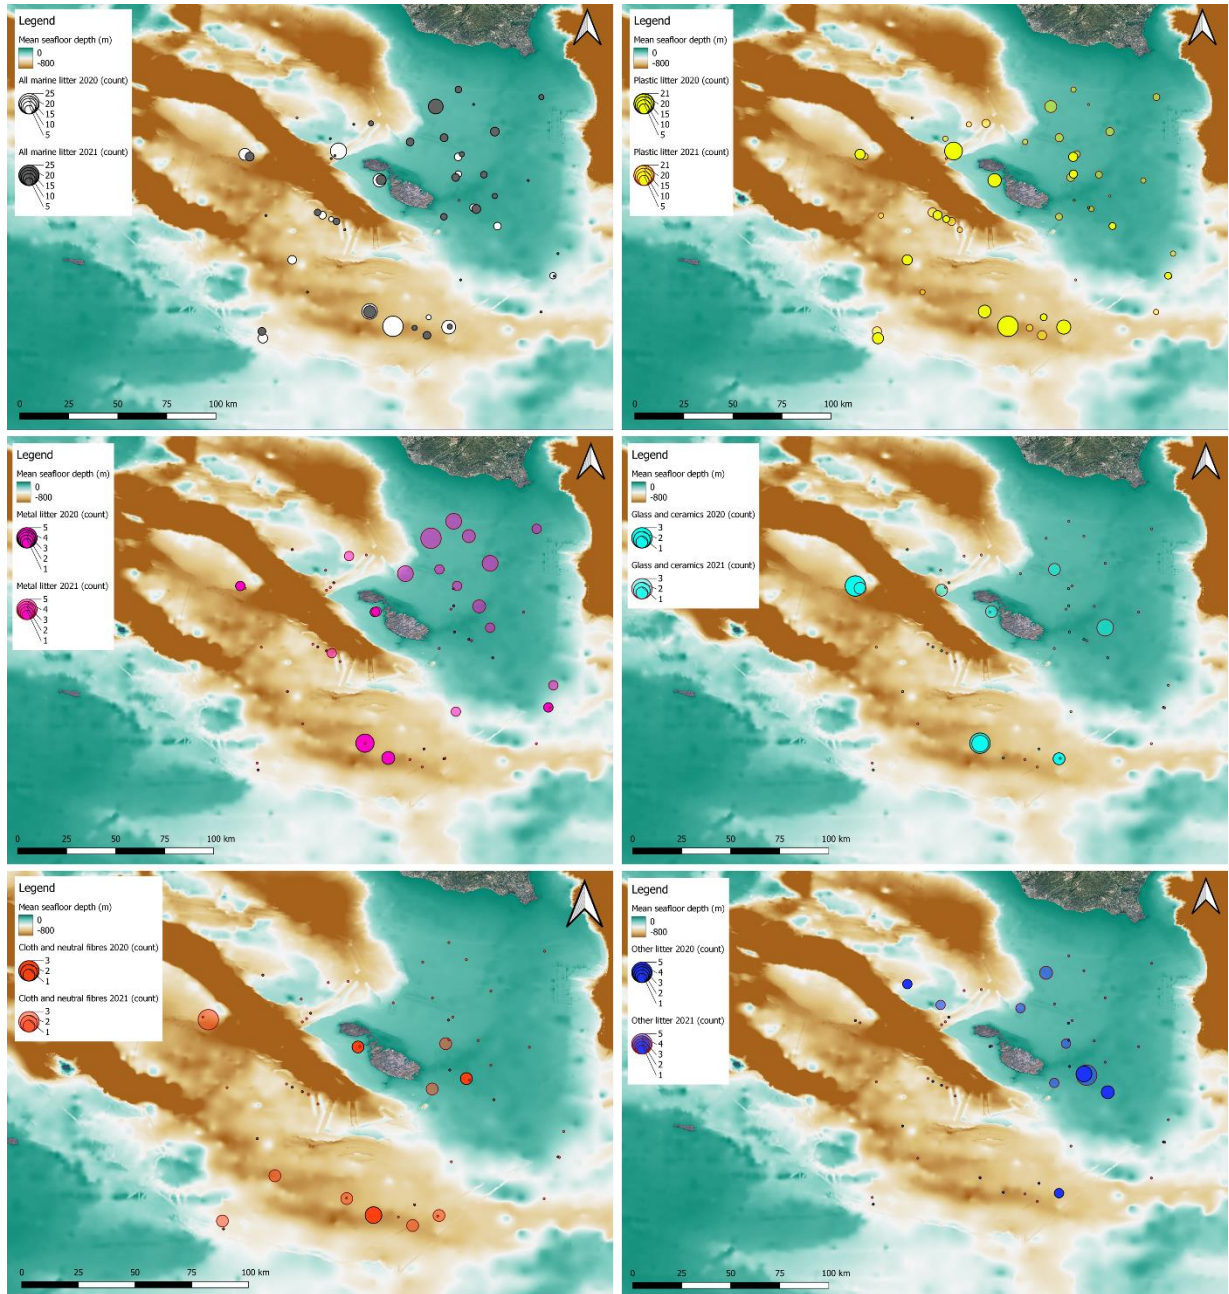 Legend
Mean seafloor depth (m)
0
-800
All marine litter 2020 (count)
25
20
15
10
5
All marine litter 2021 (count)
25
20
15
10
5
0 25 50 75 100 km
Legend
Mean seafloor depth (m)
0
-800
Plastic litter 2020 (count)
21
20
15
10
5
Plastic litter 2021 (count)
21
20
15
10
5
0 25 50 75 100 km
Legend
Mean seafloor depth (m)
0
-800
Metal litter 2020 (count)
5
4
3
2
1
Metal litter 2021 (count)
5
4
3
2
1
0 25 50 75 100 km
Legend
Mean seafloor depth (m)
0
-800
Glass and ceramics 2020 (count)
3
2
1
Glass and ceramics 2021 (count)
3
2
1
0 25 50 75 100 km
Legend
Mean seafloor depth (m)
0
-800
Cloth and neutral fibres 2020 (count)
3
2
1
Cloth and neutral fibres 2021 (count)
3
2
1
0 25 50 75 100 km
Legend
Mean seafloor depth (m)
0
-800
Other litter 2020 (count)
5
4
3
2
1
Other litter 2021 (count)
5
4
3
2
1
0 25 50 75 100 km